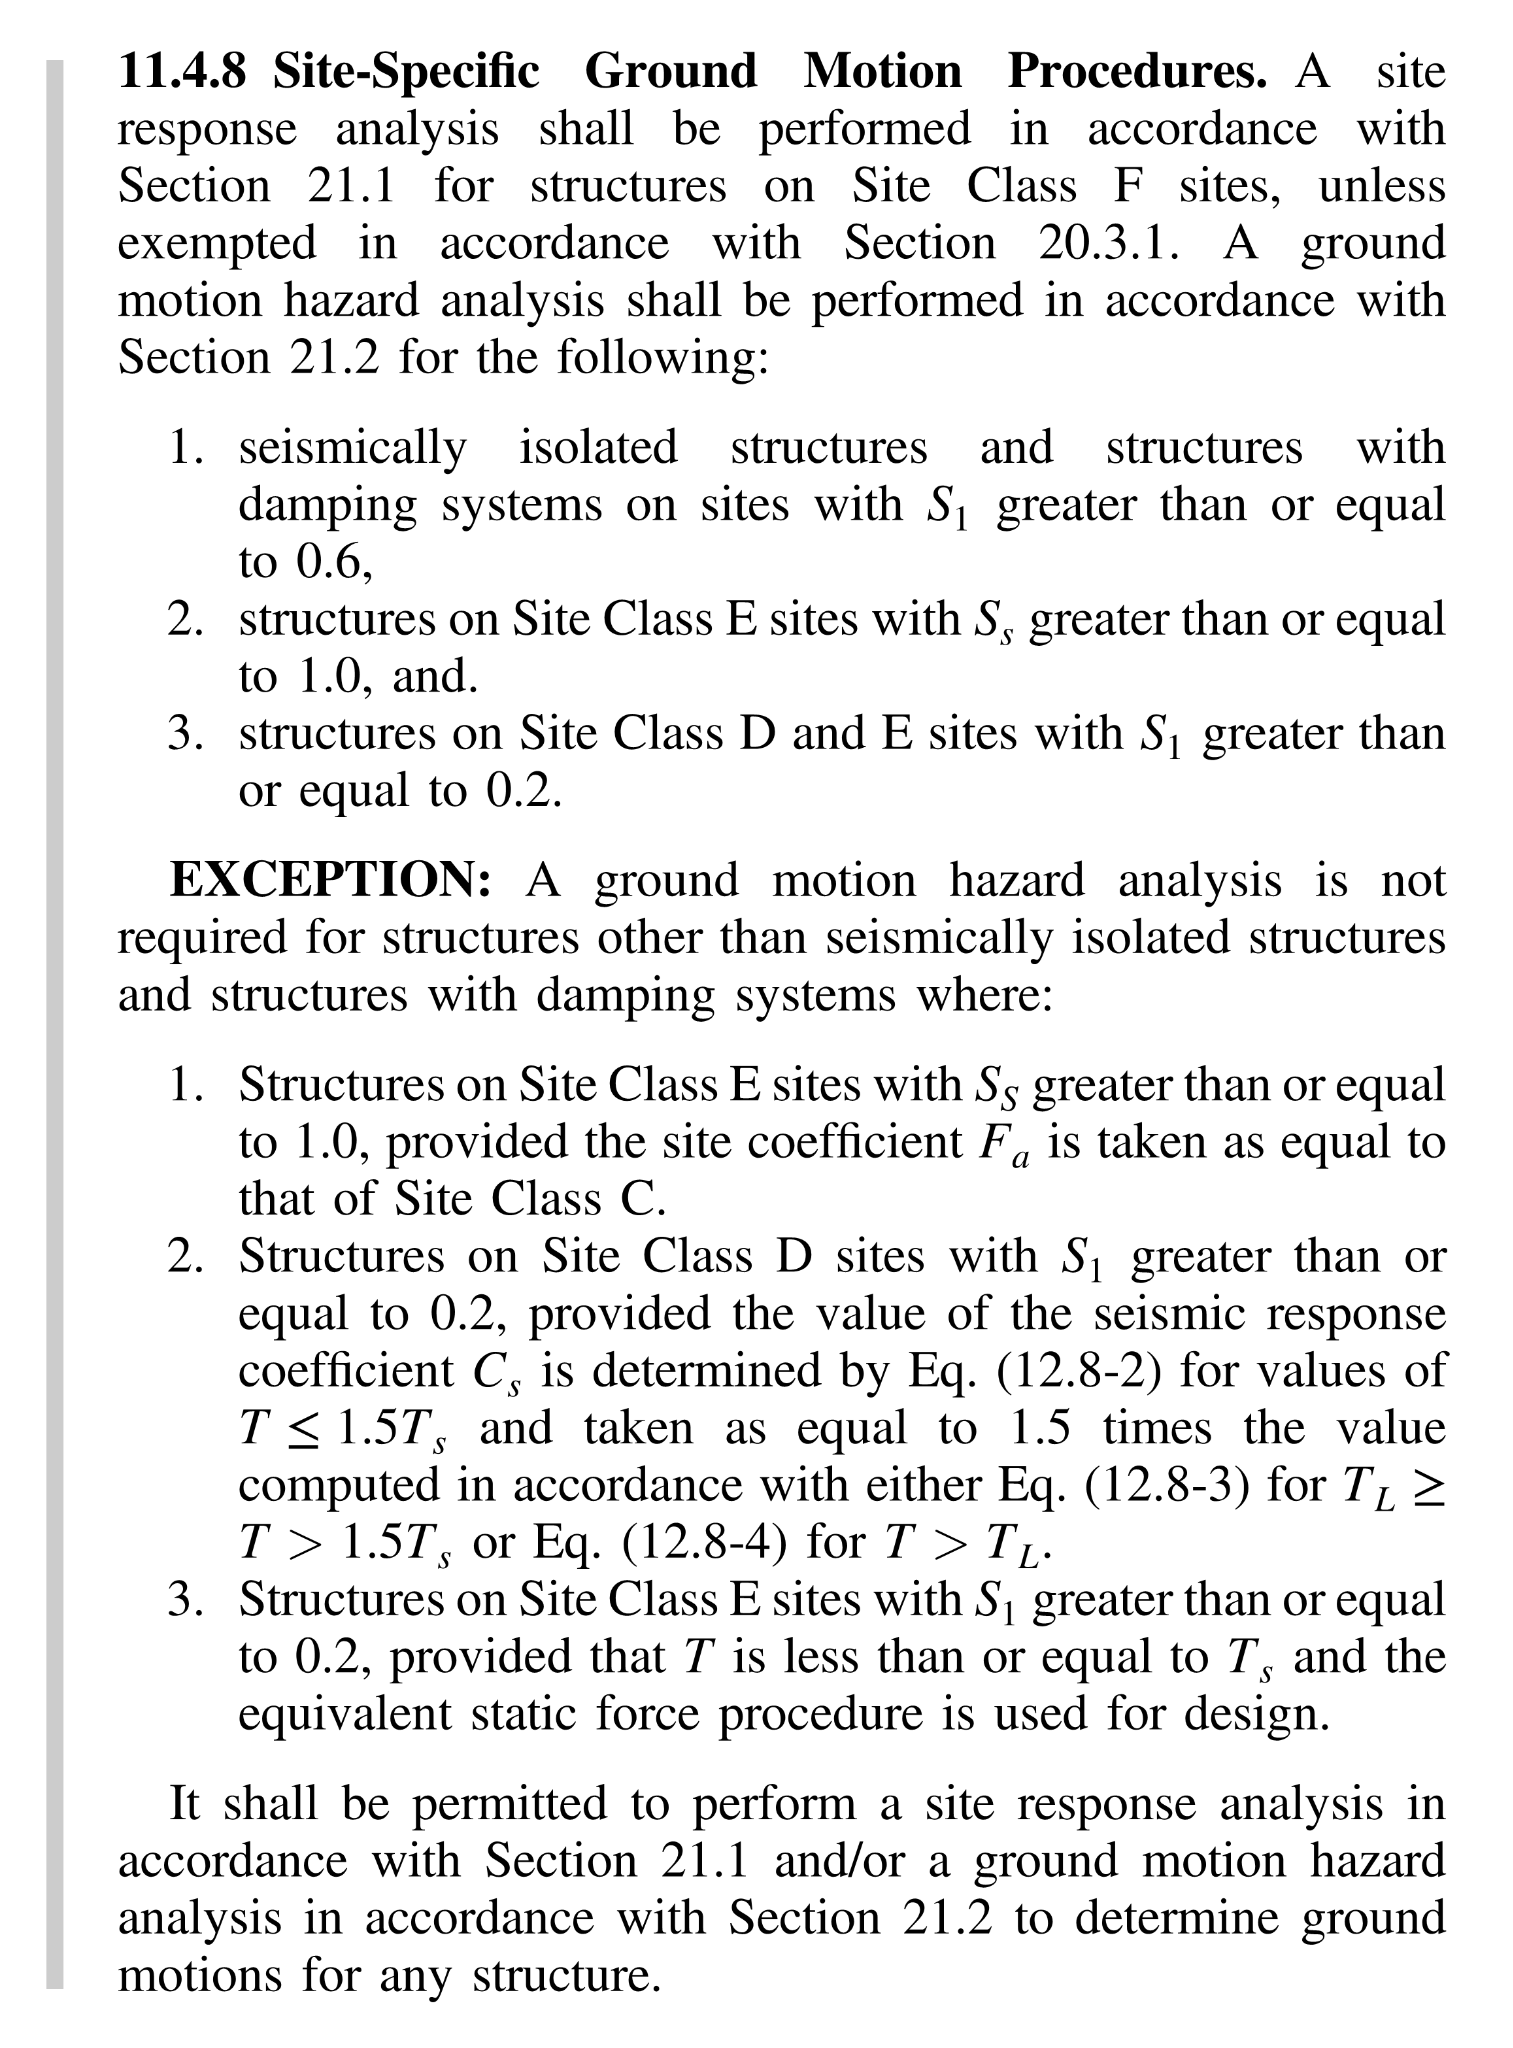 11.4.8 Site-Specific Ground Motion Procedures. A site
response analysis shall be performed in accordance with
Section 21.1 for structures on Site Class F sites, unless
exempted in accordance with Section 20.3.1. A ground
motion hazard analysis shall be performed in accordance with
Section 21.2 for the following:
1. seismically isolated structures and structures with
damping systems on sites with S₁ greater than or equal
to 0.6,
2. structures on Site Class E sites with Sₛ greater than or equal
to 1.0, and.
3. structures on Site Class D and E sites with S₁ greater than
or equal to 0.2.
EXCEPTION: A ground motion hazard analysis is not
required for structures other than seismically isolated structures
and structures with damping systems where:
1. Structures on Site Class E sites with S_S greater than or equal
to 1.0, provided the site coefficient Fₐ is taken as equal to
that of Site Class C.
2. Structures on Site Class D sites with S₁ greater than or
equal to 0.2, provided the value of the seismic response
coefficient Cₛ is determined by Eq. (12.8-2) for values of
T ≤ 1.5Tₛ and taken as equal to 1.5 times the value
computed in accordance with either Eq. (12.8-3) for T_L ≥
T > 1.5Tₛ or Eq. (12.8-4) for T > T_L.
3. Structures on Site Class E sites with S₁ greater than or equal
to 0.2, provided that T is less than or equal to Tₛ and the
equivalent static force procedure is used for design.
It shall be permitted to perform a site response analysis in
accordance with Section 21.1 and/or a ground motion hazard
analysis in accordance with Section 21.2 to determine ground
motions for any structure.